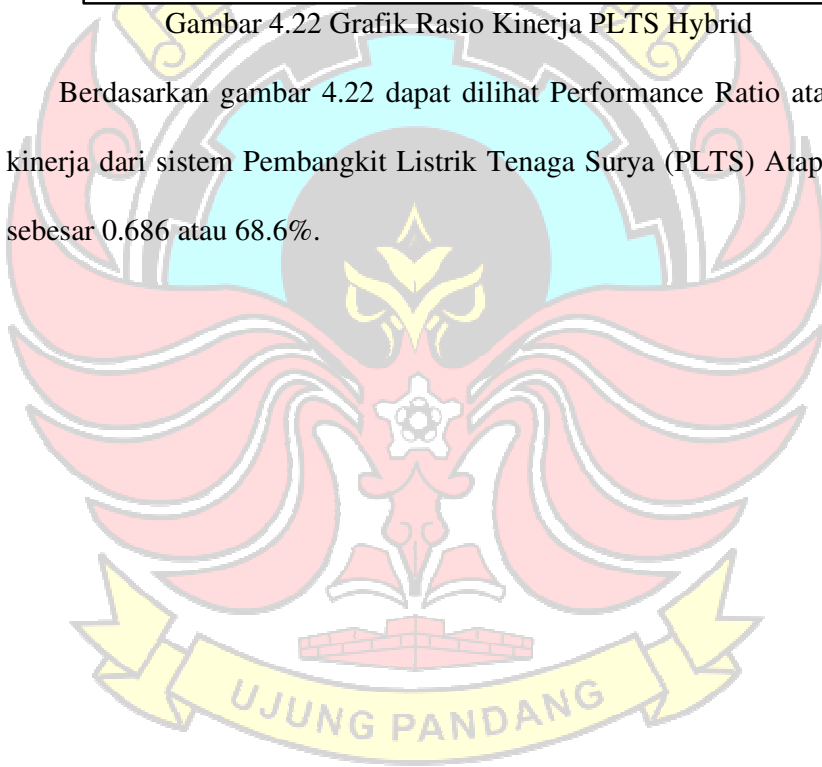 Gambar 4.22 Grafik Rasio Kinerja PLTS Hybrid
Berdasarkan gambar 4.22 dapat dilihat Performance Ratio ata
kinerja dari sistem Pembangkit Listrik Tenaga Surya (PLTS) Atap
sebesar 0.686 atau 68.6%.
UJUNG PANDANG